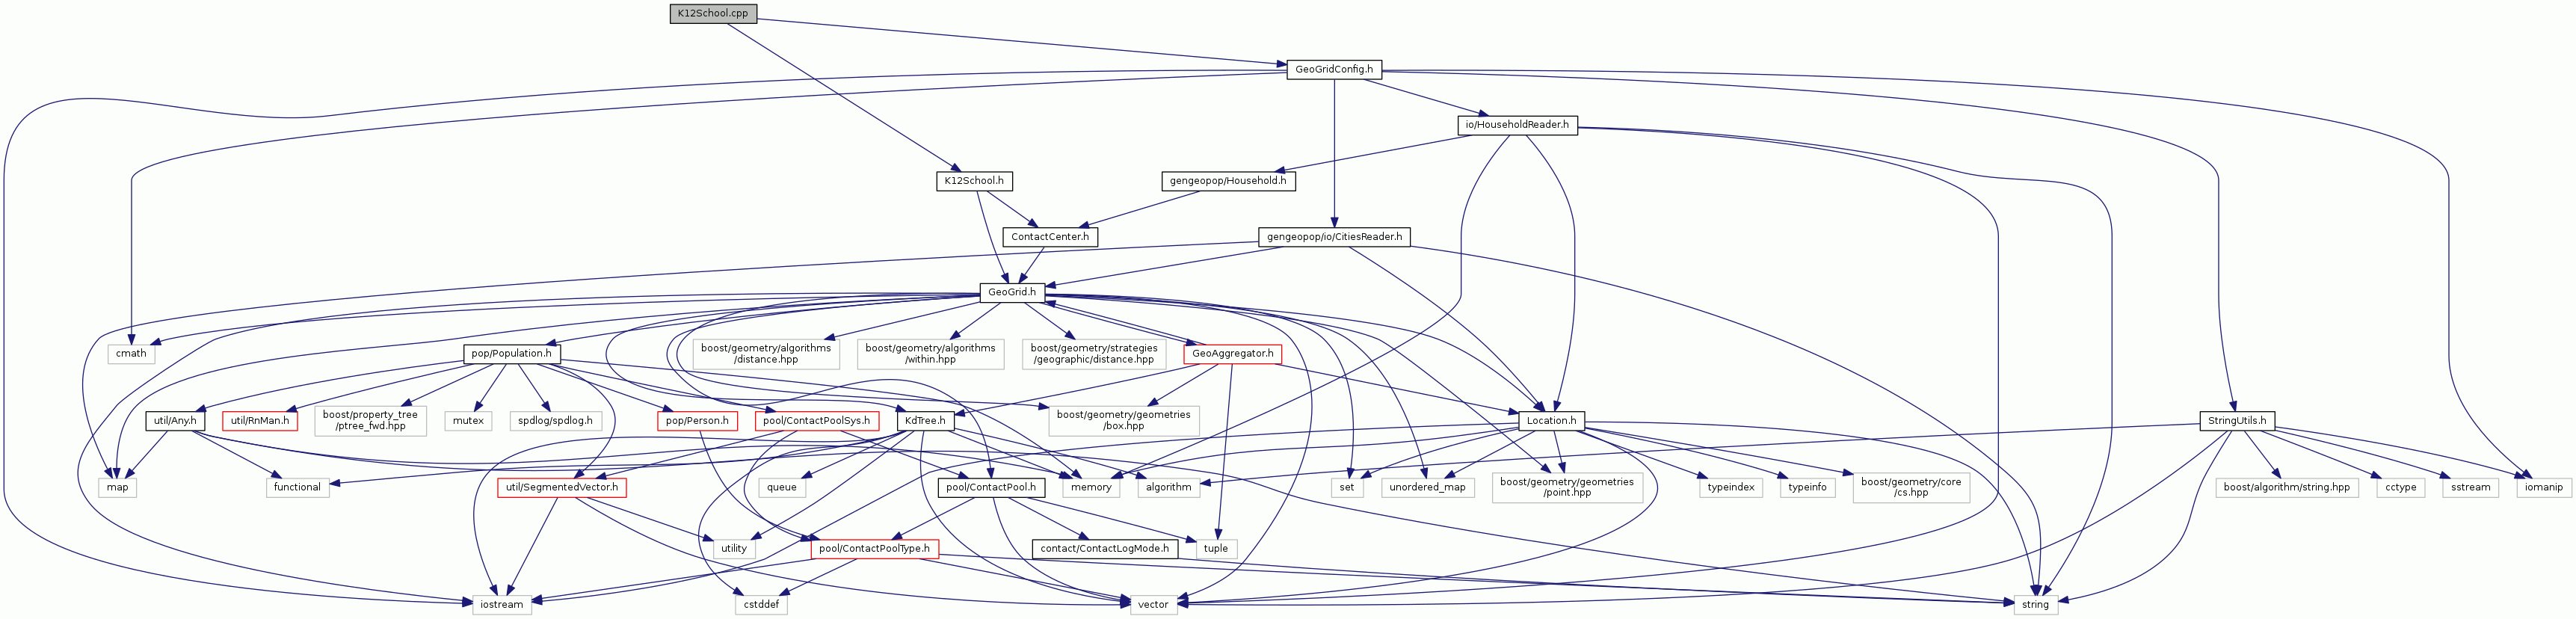 K12School.cpp
GeoGridConfig.h
io/HouseholdReader.h
K12School.h
gengeopop/Household.h
ContactCenter.h
gengeopop/io/CitiesReader.h
GeoGrid.h
cmath
pop/Population.h
boost/geometry/algorithms
/distance.hpp
boost/geometry/algorithms
/within.hpp
boost/geometry/strategies
/geographic/distance.hpp
GeoAggregator.h
util/Any.h
util/RnMan.h
boost/property_tree
/ptree_fwd.hpp
mutex
spdlog/spdlog.h
pop/Person.h
pool/ContactPoolSys.h
KdTree.h
boost/geometry/geometries
/box.hpp
Location.h
StringUtils.h
map
functional
util/SegmentedVector.h
queue
pool/ContactPool.h
memory
algorithm
set
unordered_map
boost/geometry/geometries
/point.hpp
typeindex
typeinfo
boost/geometry/core
/cs.hpp
boost/algorithm/string.hpp
cctype
sstream
iomanip
utility
pool/ContactPoolType.h
contact/ContactLogMode.h
tuple
iostream
cstddef
vector
string